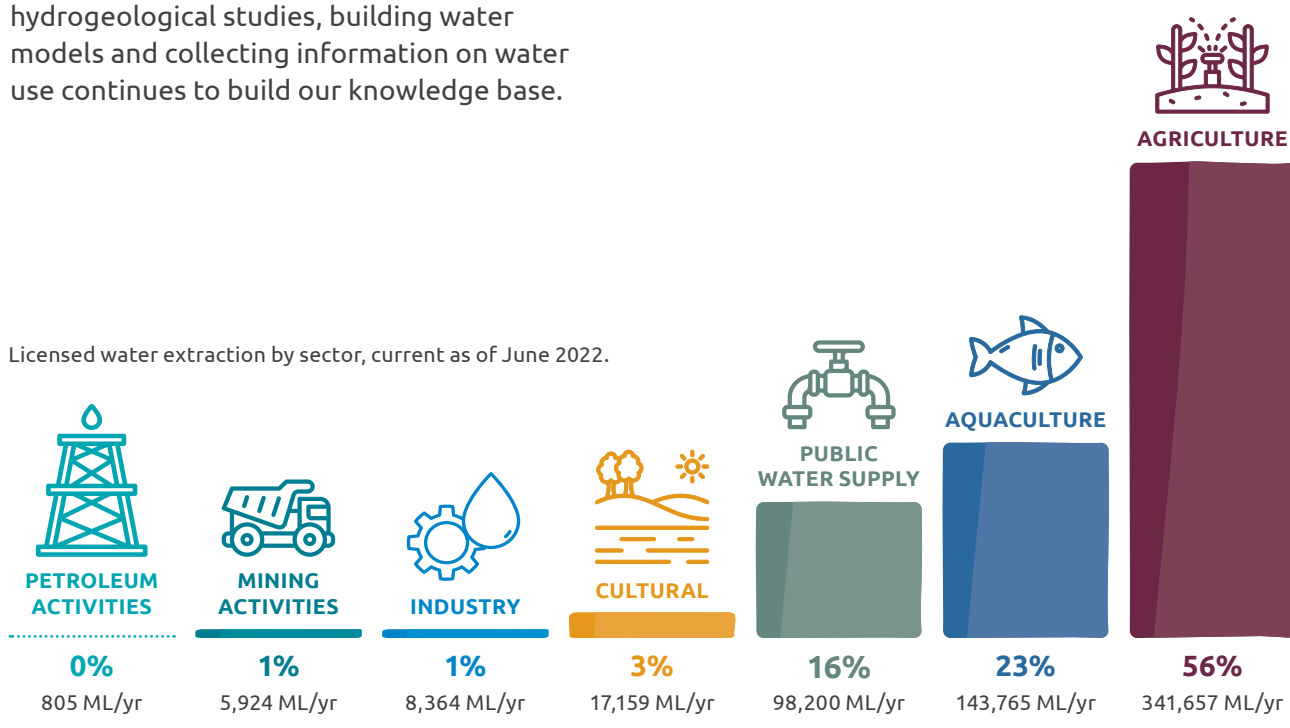 hydrogeological studies, building water
models and collecting information on water
use continues to build our knowledge base.
Licensed water extraction by sector, current as of June 2022.
PETROLEUM
ACTIVITIES
0%
805 ML/yr
MINING
ACTIVITIES
1%
5,924 ML/yr
INDUSTRY
1%
8,364 ML/yr
CULTURAL
3%
17,159 ML/yr
PUBLIC
WATER SUPPLY
16%
98,200 ML/yr
AQUACULTURE
23%
143,765 ML/yr
AGRICULTURE
56%
341,657 ML/yr